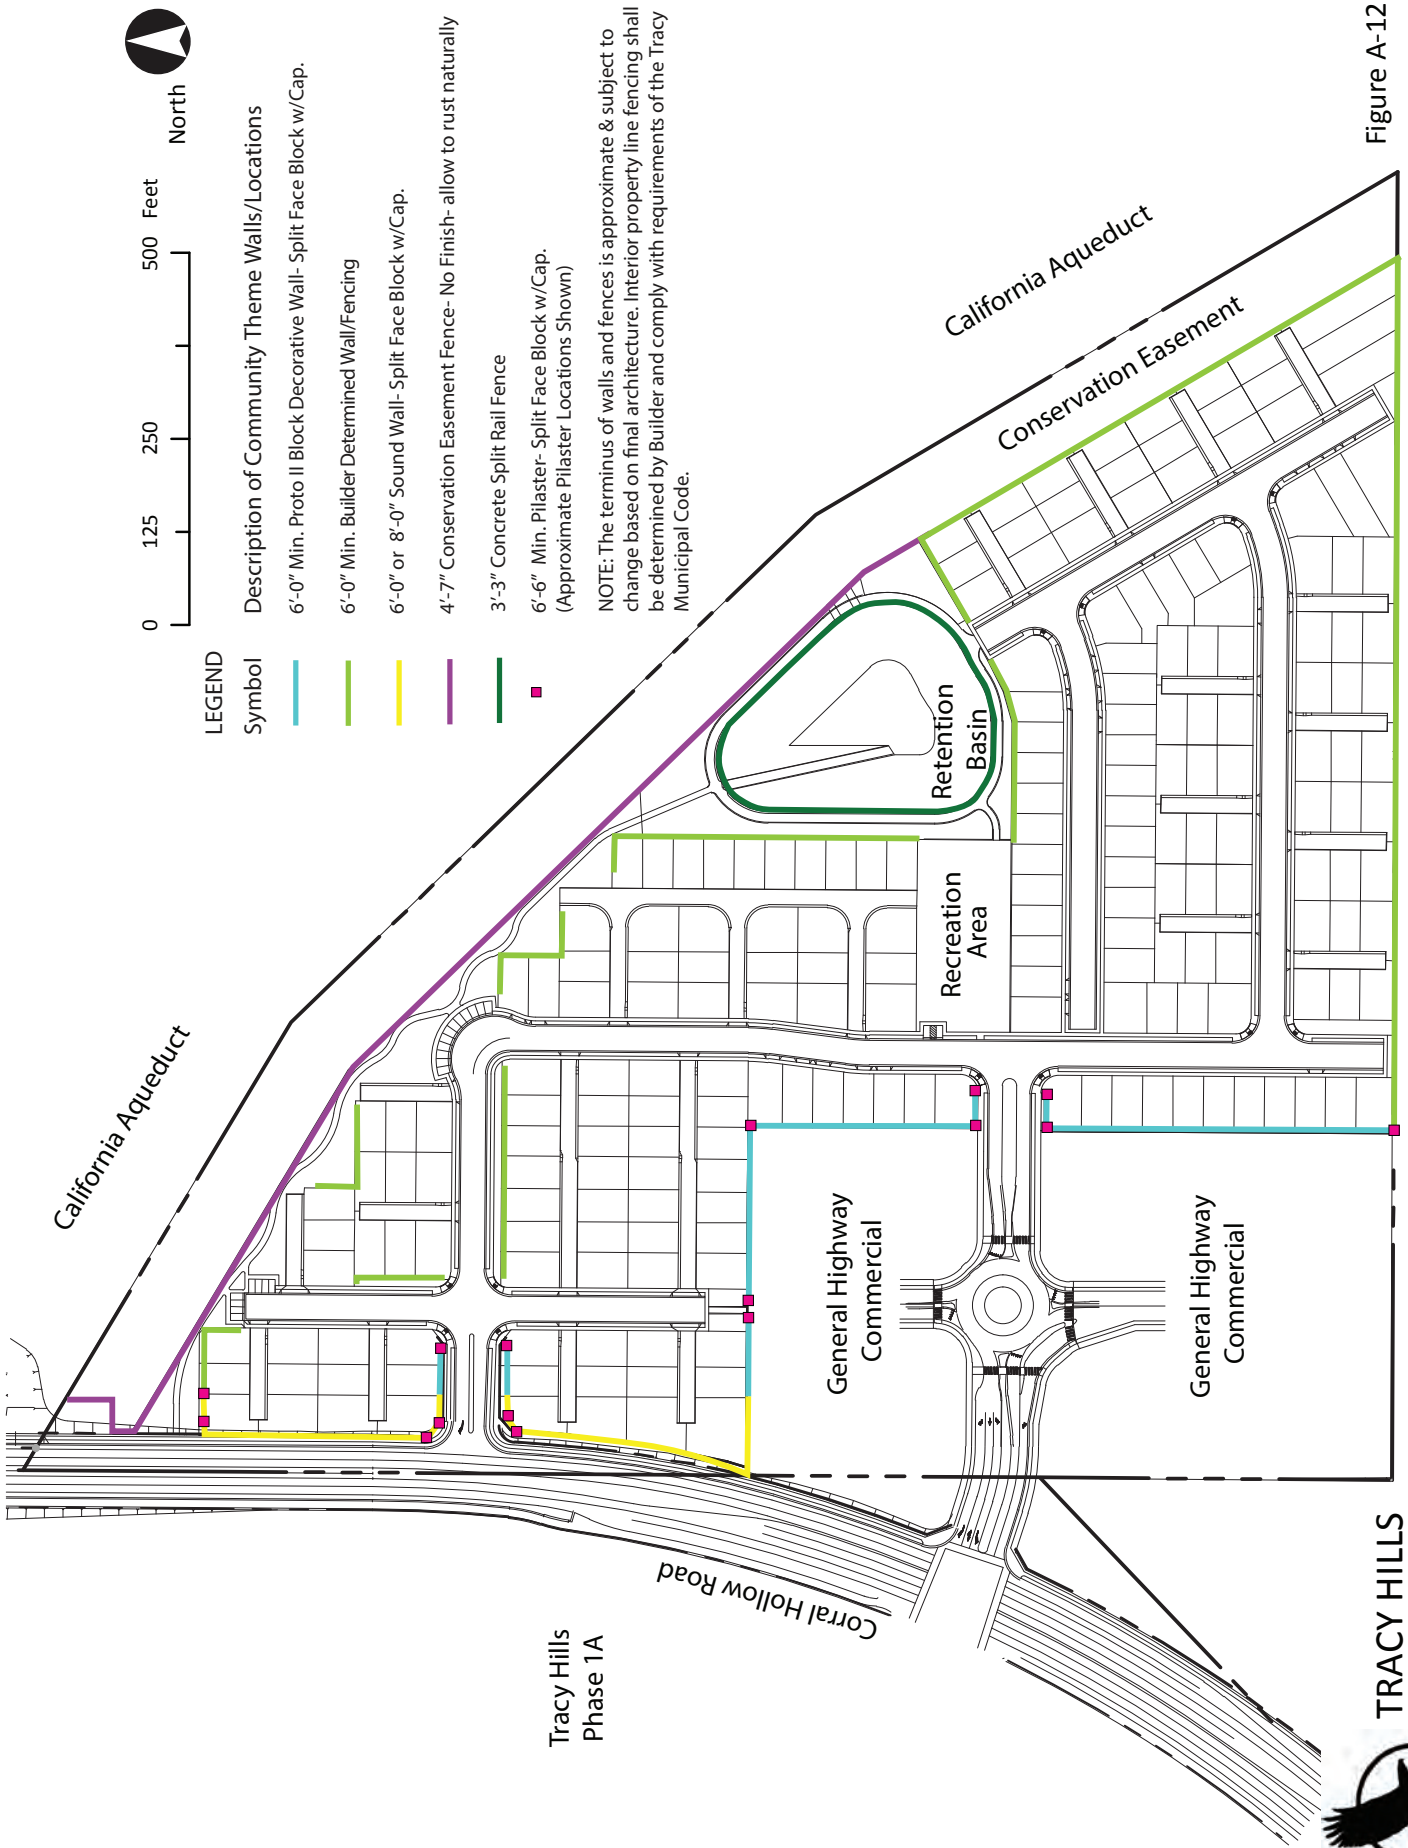 North
0 125 250 500 Feet
LEGEND
Symbol Description of Community Theme Walls/Locations
6'-0" Min. Proto II Block Decorative Wall- Split Face Block w/Cap.
6'-0" Min. Builder Determined Wall/Fencing
6'-0" or 8'-0" Sound Wall- Split Face Block w/Cap.
4'-7" Conservation Easement Fence- No Finish- allow to rust naturally
3'-3" Concrete Split Rail Fence
6'-6" Min. Pilaster- Split Face Block w/Cap.
(Approximate Pilaster Locations Shown)
NOTE: The terminus of walls and fences is approximate & subject to
change based on final architecture. Interior property line fencing shall
be determined by Builder and comply with requirements of the Tracy
Municipal Code.
California Aqueduct
California Aqueduct
Conservation Easement
Retention
Basin
Recreation
Area
General Highway
Commercial
General Highway
Commercial
Corral Hollow Road
Tracy Hills
Phase 1A
TRACY HILLS
Figure A-12